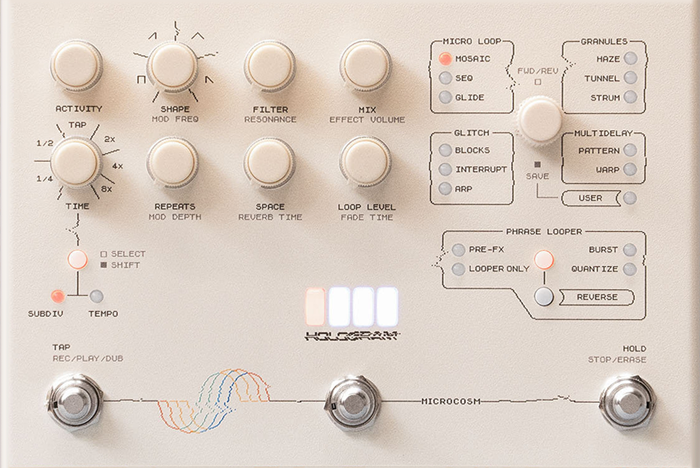 ACTIVITY
SHAPE
MOD FREQ
FILTER
RESONANCE
MIX
EFFECT VOLUME
TAP
1/2
2x
4x
1/4
8x
TIME
REPEATS
MOD DEPTH
SPACE
REVERB TIME
LOOP LEVEL
FADE TIME
SELECT
SHIFT
SUBDIV
TEMPO
MICRO LOOP
MOSAIC
SEQ
GLIDE
GLITCH
BLOCKS
INTERRUPT
ARP
FWD/REV
SAVE
GRANULES
HAZE
TUNNEL
STRUM
MULTIDELAY
PATTERN
WARP
USER
PHRASE LOOPER
PRE-FX
BURST
LOOPER ONLY
QUANTIZE
REVERSE
HOLOGRAM
TAP
REC/PLAY/DUB
HOLD
STOP/ERASE
MICROCOSM